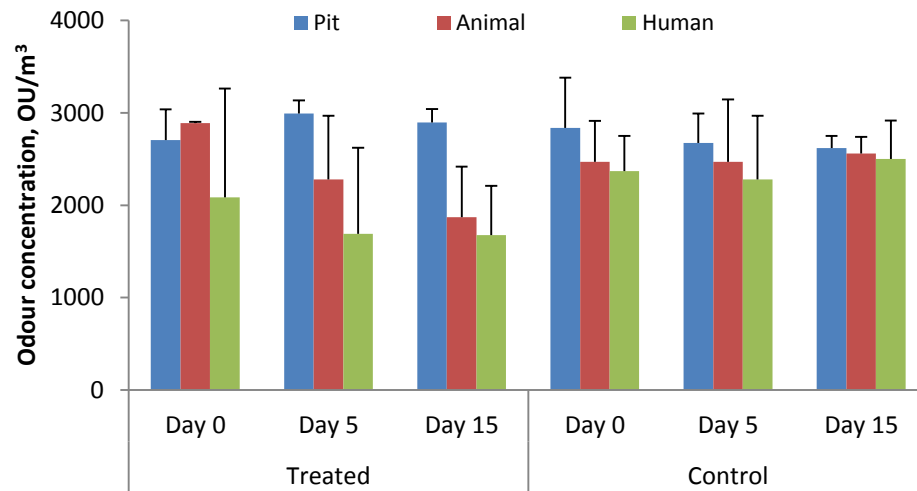 4000
Pit Animal Human
3000
2000
1000
0
Odour concentration, OU/m³
Day 0 Day 5 Day 15 Day 0 Day 5 Day 15
Treated Control